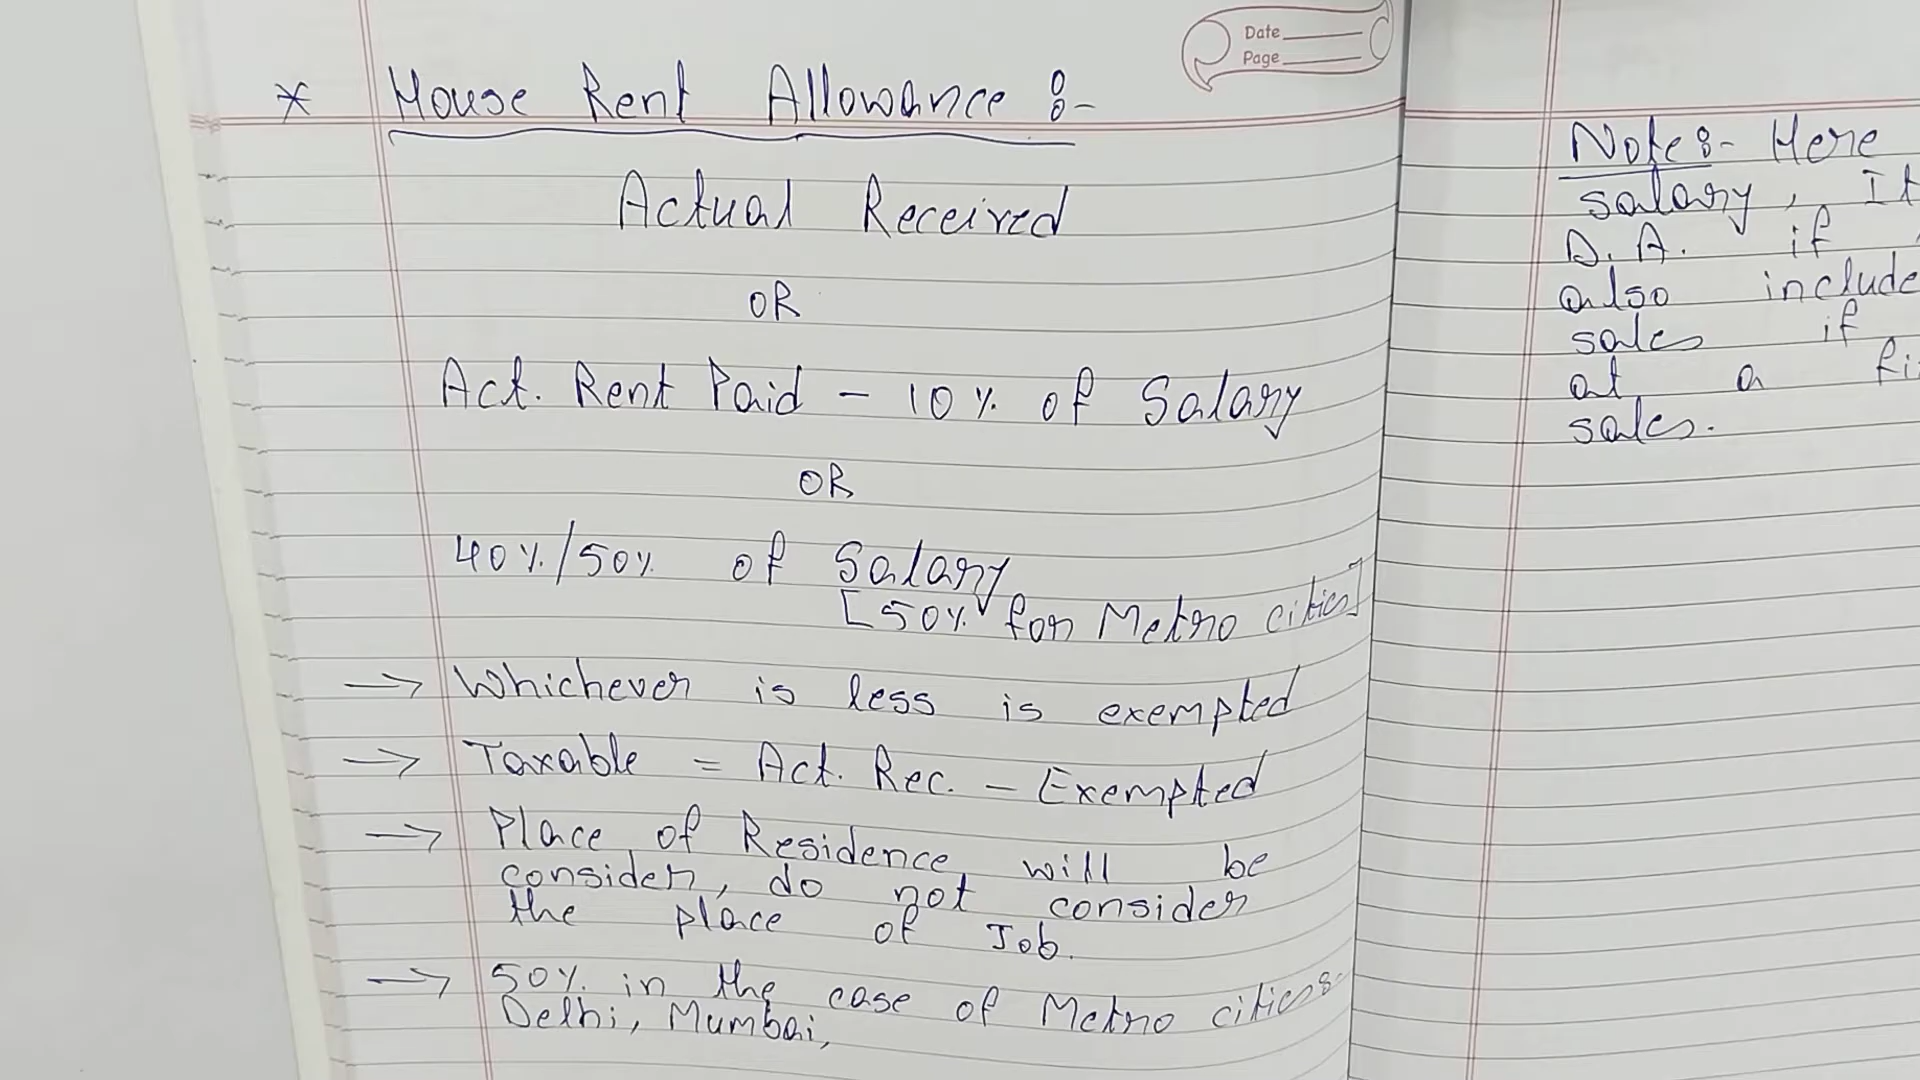 Date
Page
* House Rent Allowance :-
Actual Received
OR
Act. Rent Paid - 10% of Salary
OR
40%/50% of Salary
[50% for Metro cities]
→ Whichever is less is exempted
→ Taxable = Act. Rec. - Exempted
→ Place of Residence will be
consider, do not consider
the place of Job.
→ 50% in the case of Metro cities:-
Delhi, Mumbai,
Note:- Here
salary, It
D.A. if
also include
sales if
at a fi
sales.